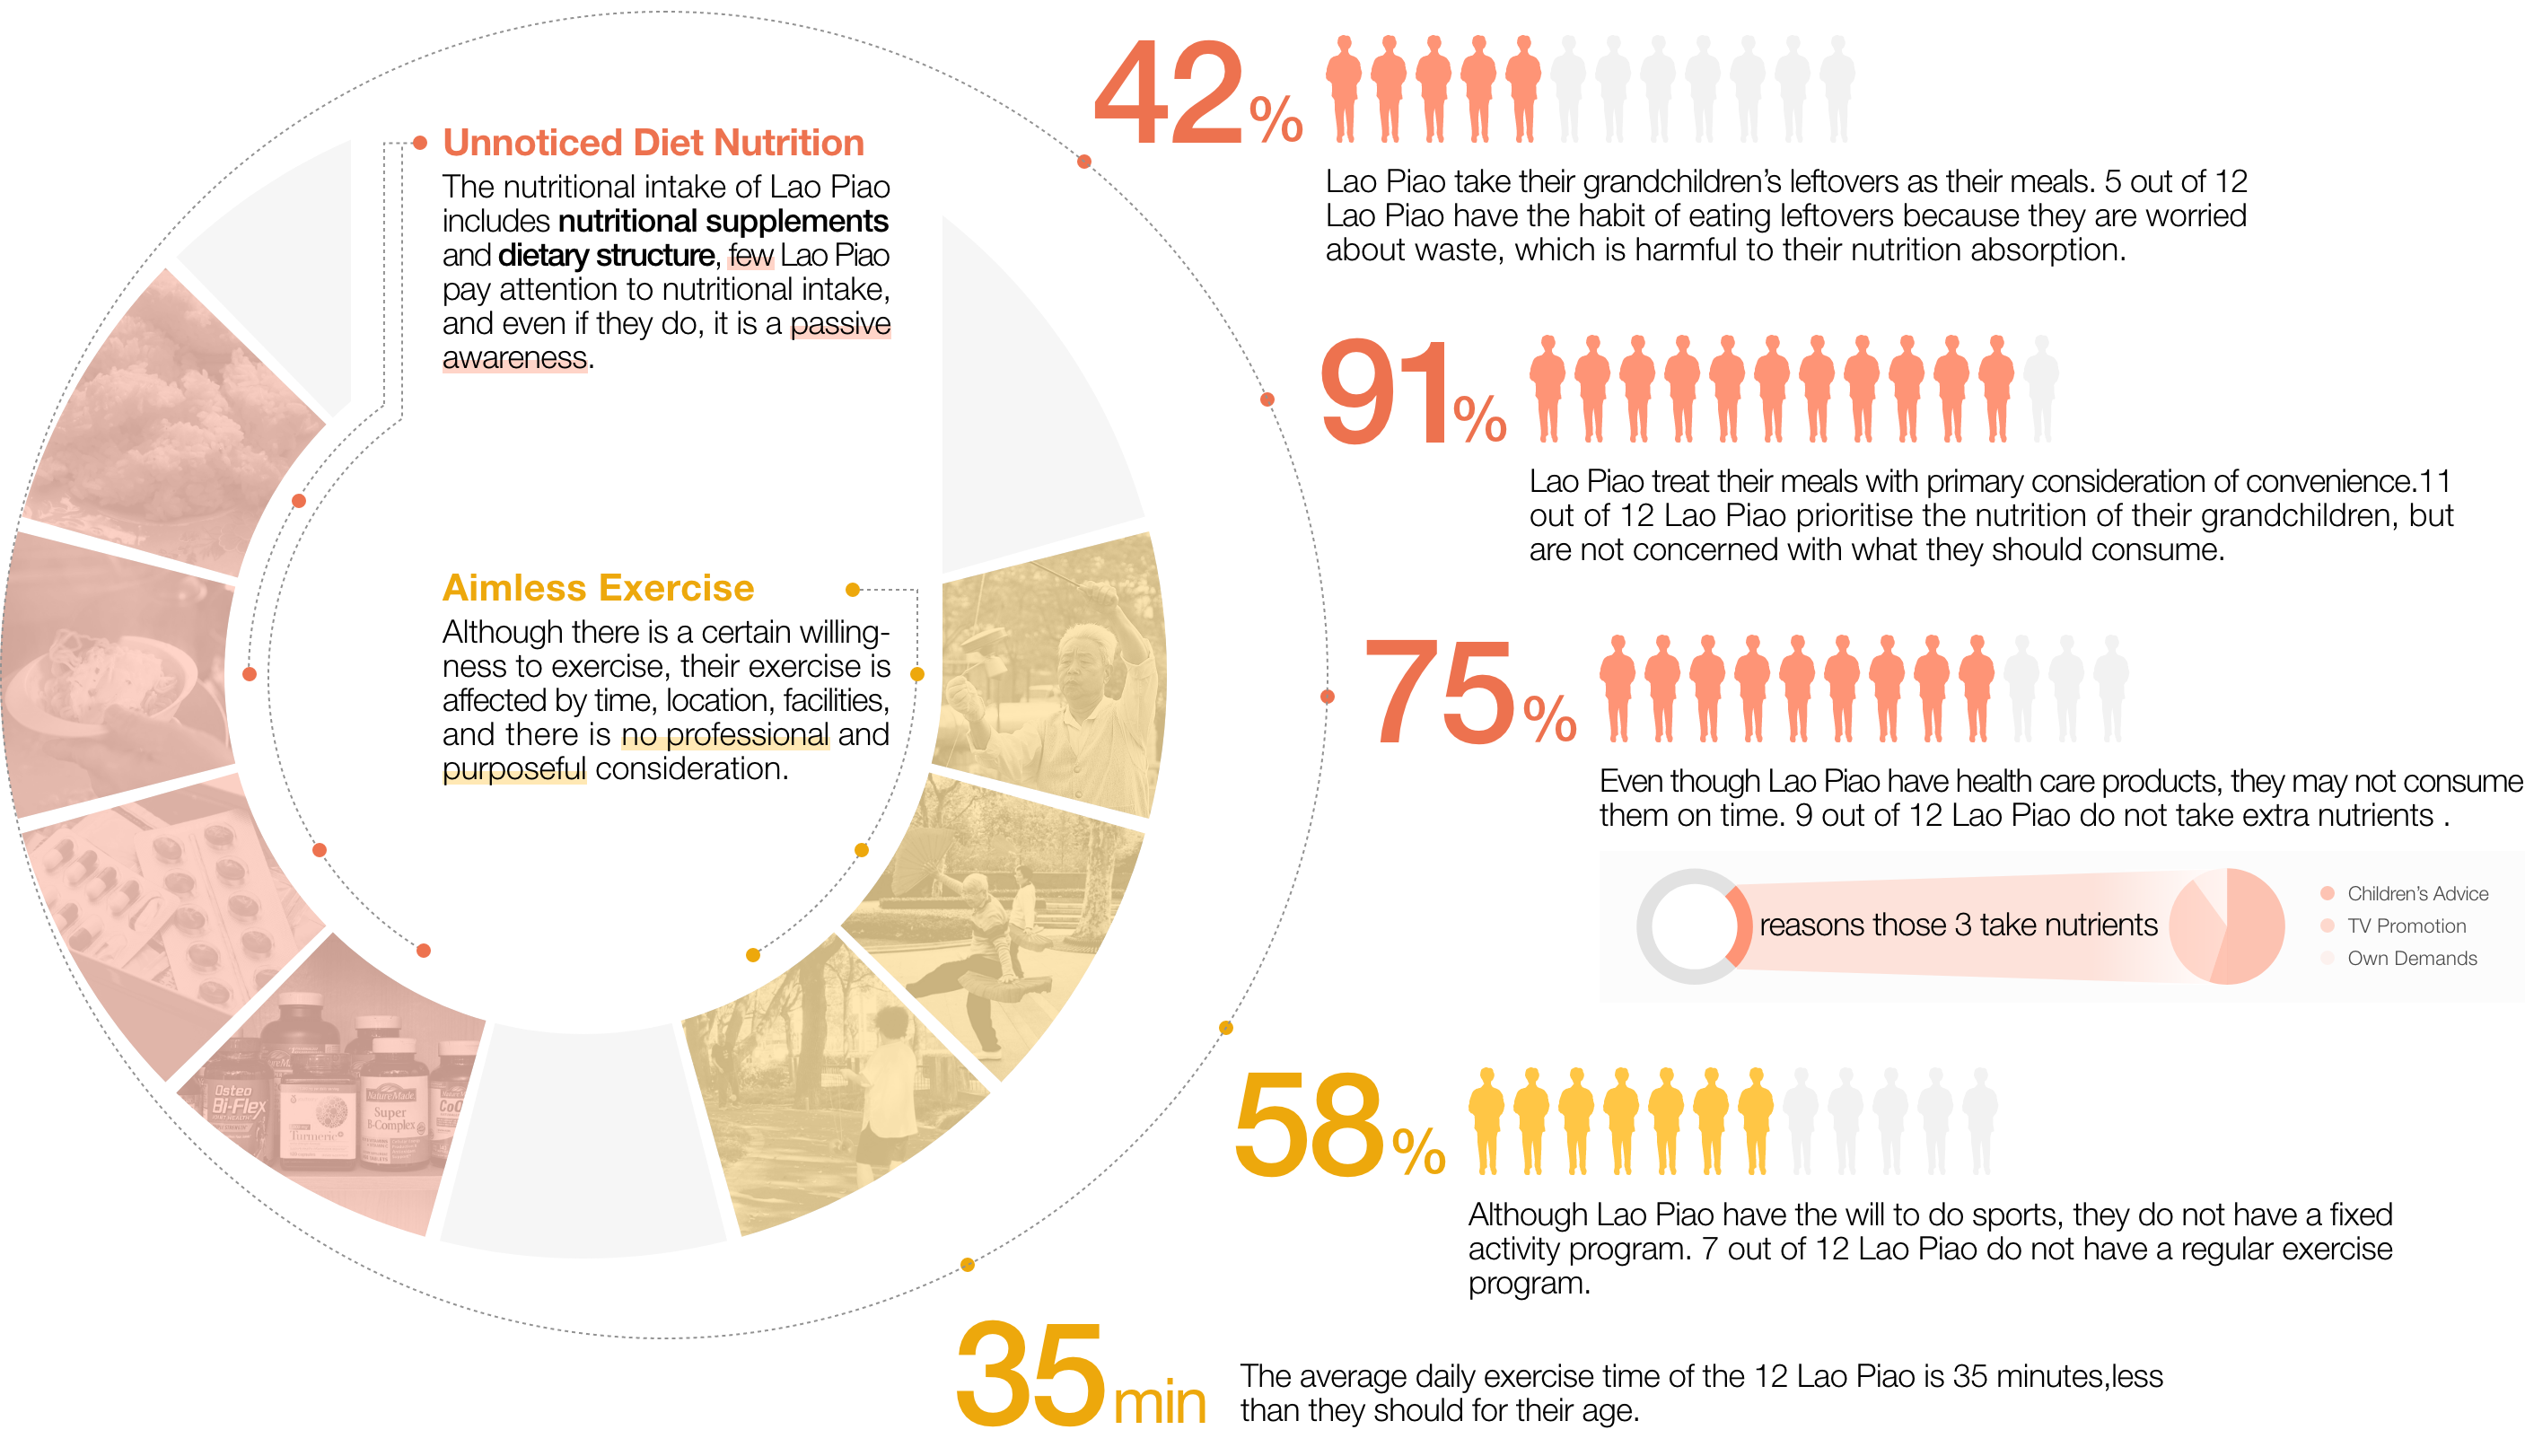 Unnoticed Diet Nutrition
The nutritional intake of Lao Piao
includes nutritional supplements
and dietary structure, few Lao Piao
pay attention to nutritional intake,
and even if they do, it is a passive
awareness.
Aimless Exercise
Although there is a certain willing-
ness to exercise, their exercise is
affected by time, location, facilities,
and there is no professional and
purposeful consideration.
Osteo
Bi-Flex
Turmeric
NatureMade
Super
B-Complex
42%
Lao Piao take their grandchildren’s leftovers as their meals. 5 out of 12
Lao Piao have the habit of eating leftovers because they are worried
about waste, which is harmful to their nutrition absorption.
91%
Lao Piao treat their meals with primary consideration of convenience.11
out of 12 Lao Piao prioritise the nutrition of their grandchildren, but
are not concerned with what they should consume.
75%
Even though Lao Piao have health care products, they may not consume
them on time. 9 out of 12 Lao Piao do not take extra nutrients .
reasons those 3 take nutrients
Children’s Advice
TV Promotion
Own Demands
58%
Although Lao Piao have the will to do sports, they do not have a fixed
activity program. 7 out of 12 Lao Piao do not have a regular exercise
program.
35min
The average daily exercise time of the 12 Lao Piao is 35 minutes,less
than they should for their age.